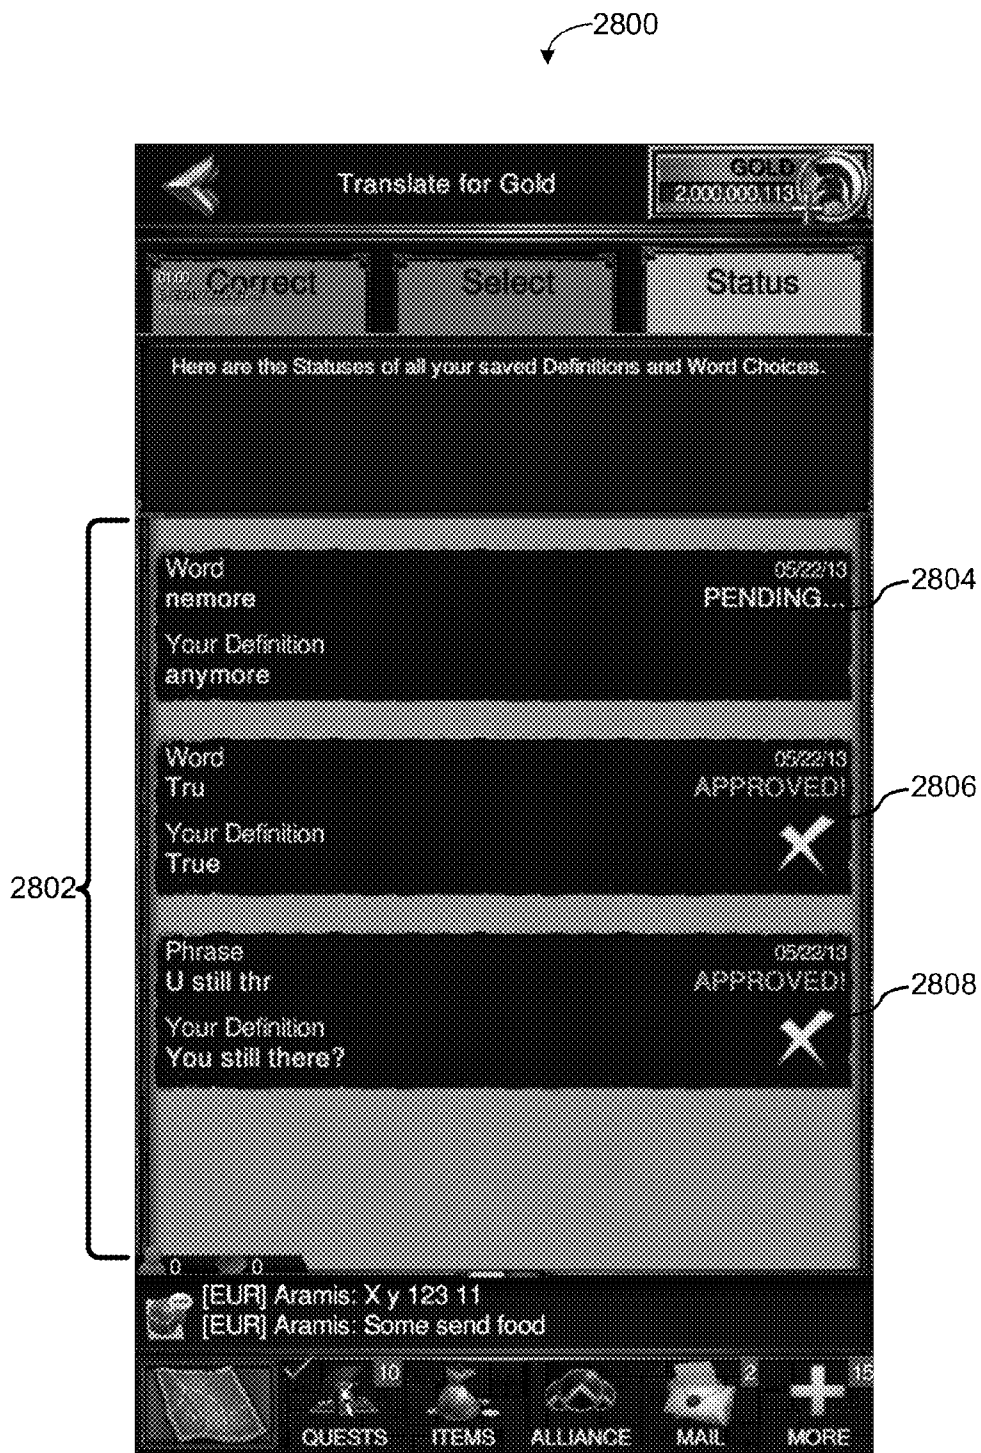 2800
Translate for Gold
GOLD
2,000,000,113
Correct
Select
Status
Here are the Statuses of all your saved Definitions and Word Choices.
2802
Word
05/22/13
nemore
PENDING...
2804
Your Definition
anymore
Word
05/22/13
Tru
APPROVED!
2806
Your Definition
True
Phrase
05/22/13
U still thr
APPROVED!
2808
Your Definition
You still there?
0
0
[EUR] Aramis: X y 123 11
[EUR] Aramis: Some send food
10
2
15
QUESTS
ITEMS
ALLIANCE
MAIL
MORE